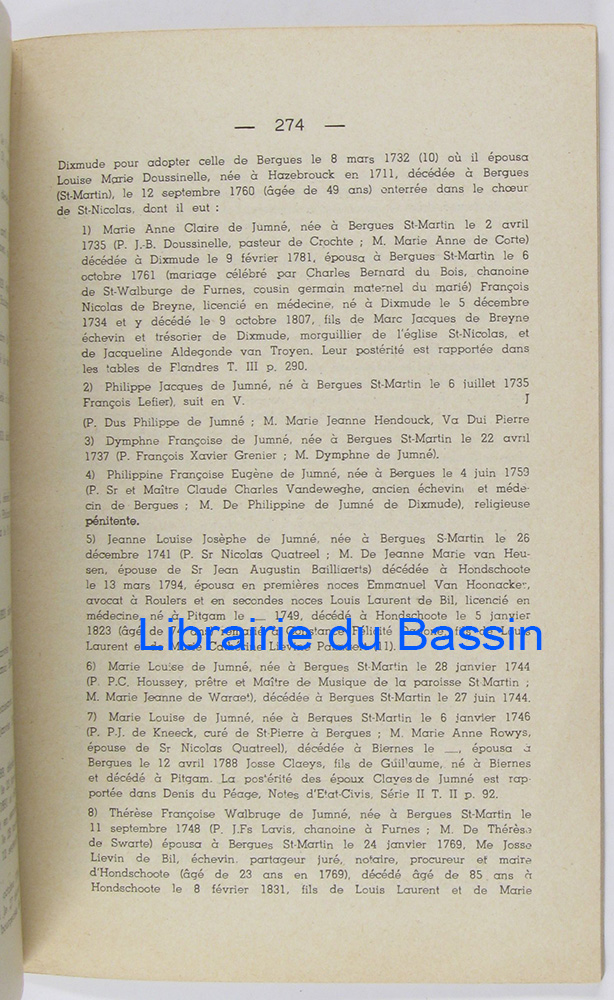 — 274 —
Dixmude pour adopter celle de Bergues le 8 mars 1732 (10) où il épousa
Louise Marie Doussinelle, née à Hazebrouck en 1711, décédée à Bergues
(St-Martin), le 12 septembre 1760 (âgée de 49 ans) enterrée dans le chœur
de St-Nicolas, dont il eut :
1) Marie Anne Claire de Jumné, née à Bergues St-Martin le 2 avril
1735 (P. J.-B. Doussinelle, pasteur de Crochte ; M. Marie Anne de Corte)
décédée à Dixmude le 9 février 1781, épousa à Bergues St-Martin le 6
octobre 1761 (mariage célébré par Charles Bernard du Bois, chanoine
de St-Walburge de Furnes, cousin germain maternel du marié) François
Nicolas de Breyne, licencié en médecine, né à Dixmude le 5 décembre
1734 et y décédé le 9 octobre 1807, fils de Marc Jacques de Breyne
échevin et trésorier de Dixmude, morguillier de l'église St-Nicolas, et
de Jacqueline Aldegonde van Troyen. Leur postérité est rapportée dans
les tables de Flandres T. III p. 290.
2) Philippe Jacques de Jumné, né à Bergues St-Martin le 6 juillet 1735
François Lefier), suit en V. J
(P. Dus Philippe de Jumné ; M. Marie Jeanne Hendouck, Va Dui Pierre
3) Dymphne Françoise de Jumné, née à Bergues St-Martin le 22 avril
1737 (P. François Xavier Grenier ; M. Dymphne de Jumné).
4) Philippine Françoise Eugène de Jumné, née à Bergues le 4 juin 1759
(P. Sr et Maître Claude Charles Vandeweghe, ancien échevin et méde-
cin de Bergues ; M. De Philippine de Jumné de Dixmude), religieuse
pénitente.
5) Jeanne Louise Josèphe de Jumné, née à Bergues S-Martin le 26
décembre 1741 (P. Sr Nicolas Quatreel ; M. De Jeanne Marie van Heu-
sen, épouse de Sr Jean Augustin Bailliaerts) décédée à Hondschoote
le 13 mars 1794, épousa en premières noces Emmanuel Van Hoonacker,
avocat à Roulers et en secondes noces Louis Laurent de Bil, licencié en
médecine, né à Pitgam le ... 1749, décédé à Hondschoote le 5 janvier
1823 (âgé de
Librairie du Bassin
Laurent
6) Marie Louise de Jumné, née à Bergues St-Martin le 28 janvier 1744
(P. P.C. Houssey, prêtre et Maître de Musique de la paroisse St-Martin ;
M. Marie Jeanne de Waraet), décédée à Bergues St-Martin le 27 juin 1744.
7) Marie Louise de Jumné, née à Bergues St-Martin le 6 janvier 1746
(P. P.J. de Kneeck, curé de St-Pierre à Bergues ; M. Marie Anne Rowys,
épouse de Sr Nicolas Quatreel), décédée à Biernes le __, épousa à
Bergues le 12 avril 1788 Josse Claeys, fils de Guillaume, né à Biernes
et décédé à Pitgam. La postérité des époux Clayes de Jumné est rap-
portée dans Denis du Péage, Notes d'Etat-Civis, Série II T. II p. 92.
8) Thérèse Françoise Walbruge de Jumné, née à Bergues St-Martin le
11 septembre 1748 (P. J.Fs Lavis, chanoine à Furnes ; M. De Thérèse
de Swarte) épousa à Bergues St-Martin le 24 janvier 1769, Me Josse
Lievin de Bil, échevin, partageur juré, notaire, procureur et maire
d'Hondschoote (âgé de 23 ans en 1769), décédé âgé de 85 ans à
Hondschoote le 8 février 1831, fils de Louis Laurent et de Marie